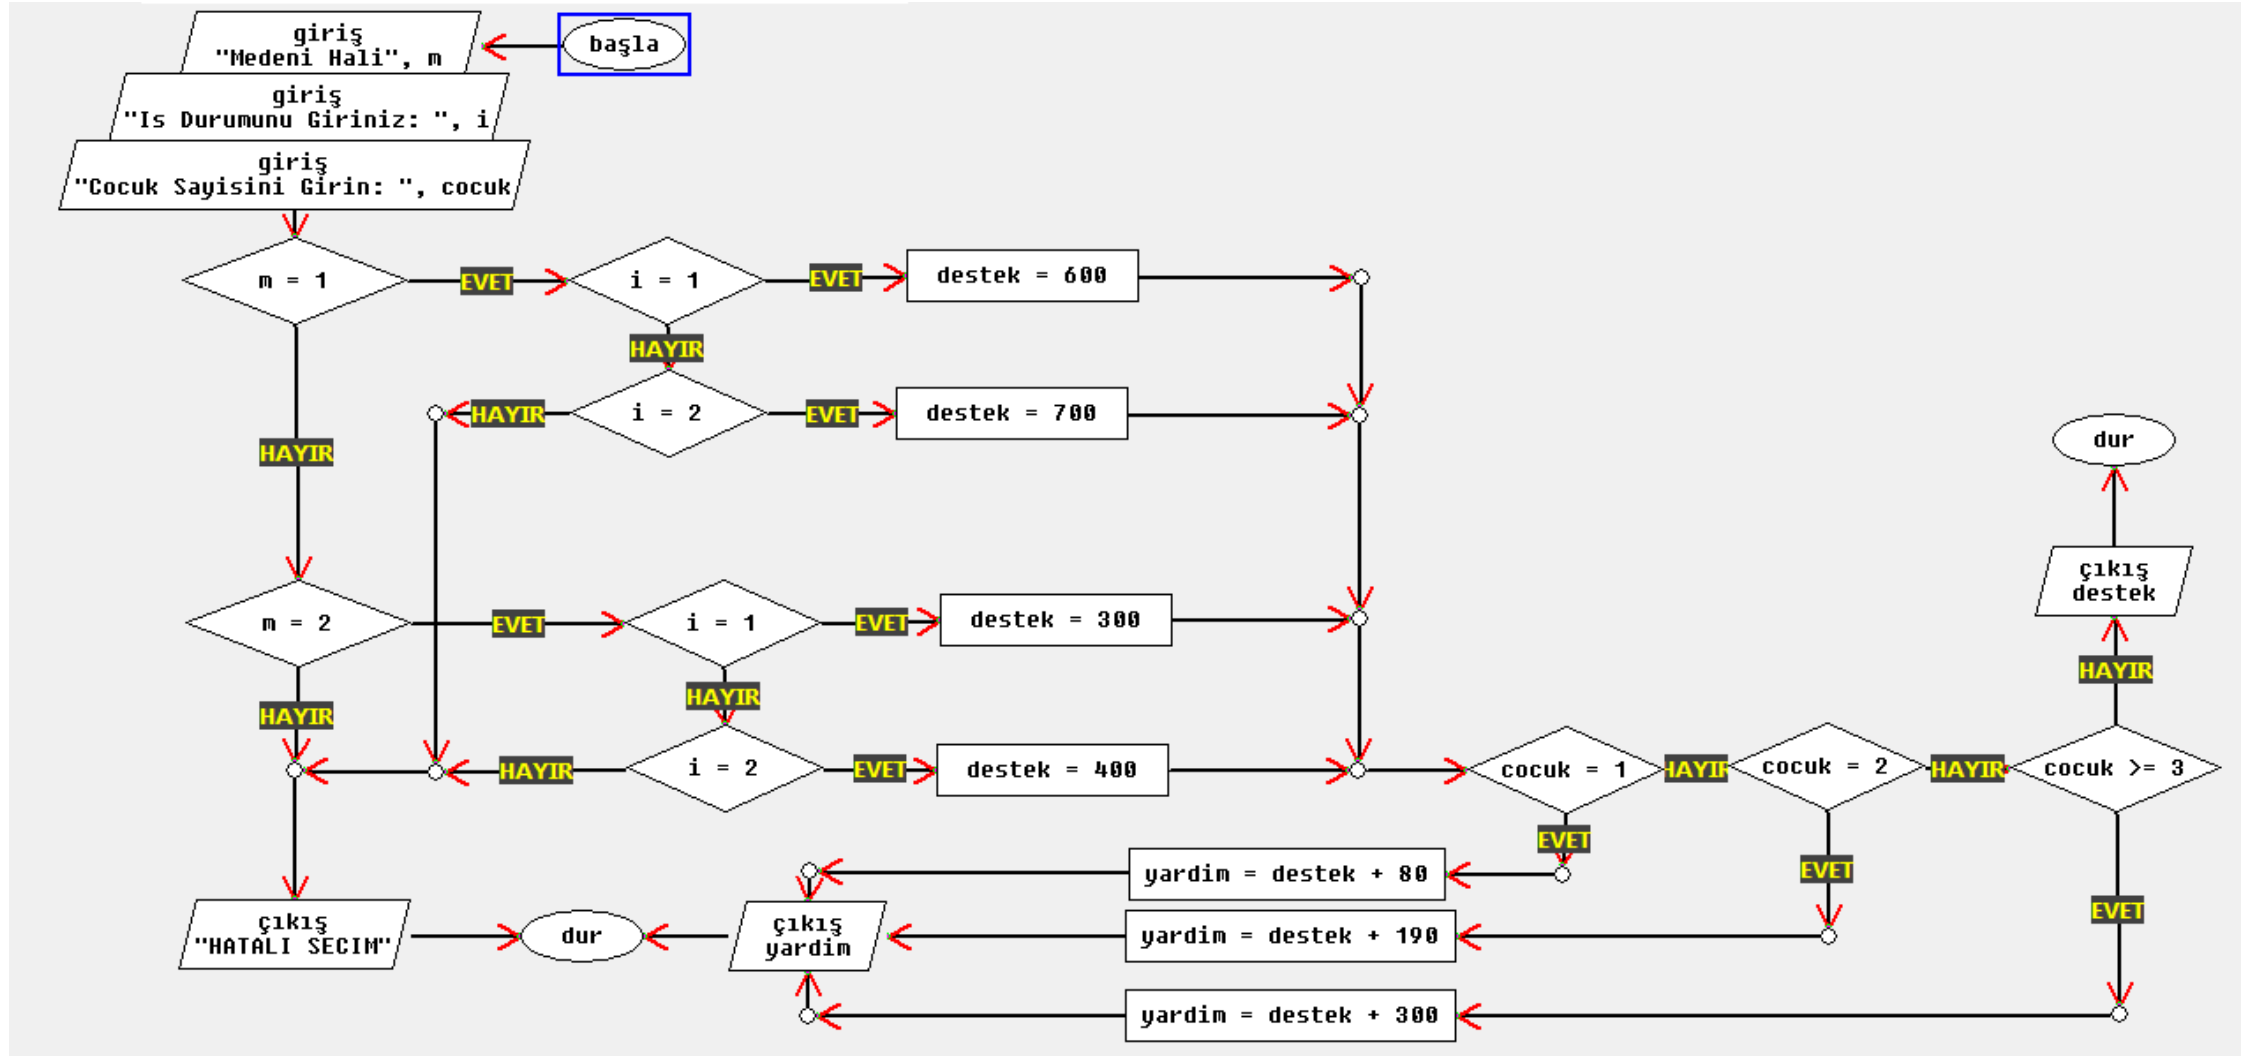 başla
giriş
"Medeni Hali", m
giriş
"Is Durumunu Giriniz: ", i
giriş
"Cocuk Sayisini Girin: ", cocuk
m = 1
EVET
i = 1
EVET
destek = 600
HAYIR
HAYIR
i = 2
EVET
destek = 700
HAYIR
m = 2
EVET
i = 1
EVET
destek = 300
HAYIR
HAYIR
HAYIR
i = 2
EVET
destek = 400
cocuk = 1
HAYIR
cocuk = 2
HAYIR
cocuk >= 3
HAYIR
çıkış
destek
dur
EVET
yardim = destek + 80
EVET
yardim = destek + 190
EVET
yardim = destek + 300
çıkış
yardim
dur
çıkış
"HATALI SECIM"